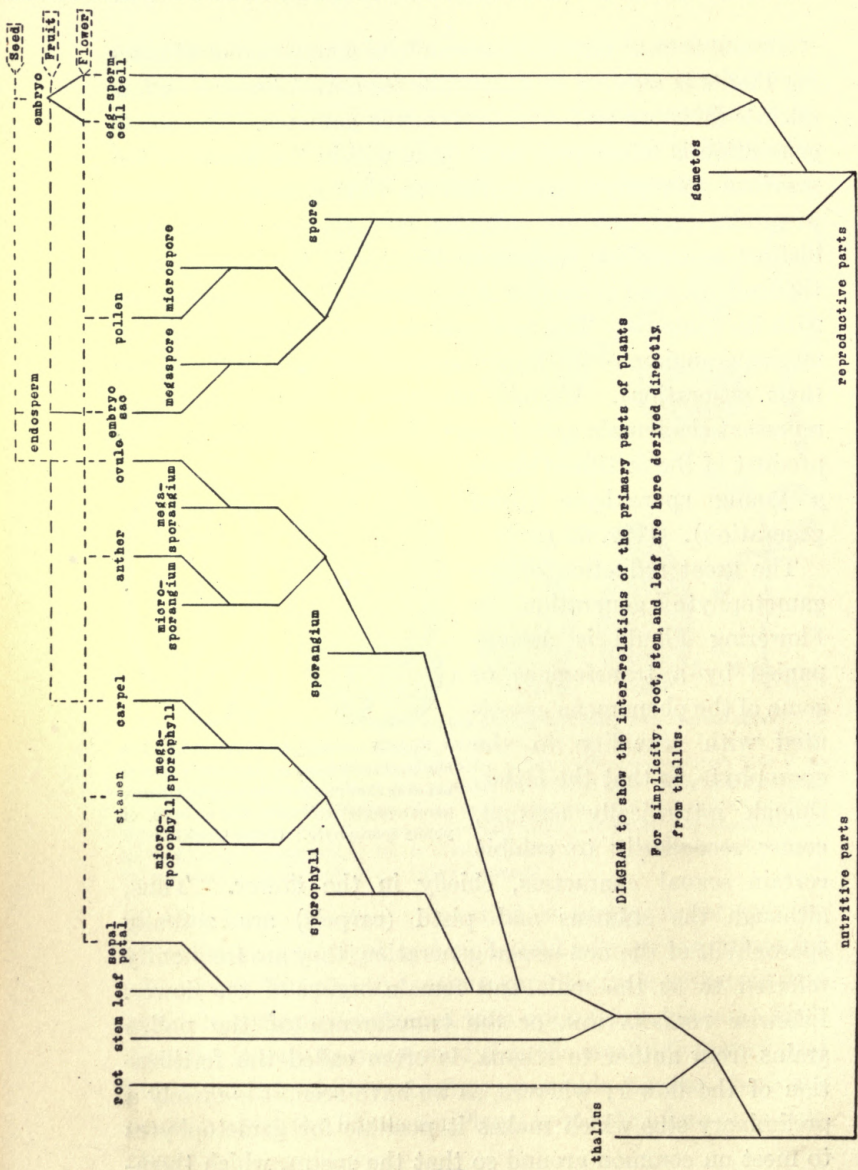 Seed
Fruit
Flower
embryo
egg- sperm-
cell cell
endosperm
root stem leaf sepal
petal
stamen carpel anther ovule embryo
sac
pollen
micro-
sporophyll
mega-
sporophyll
micro-
sporangium
mega-
sporangium
megaspore
microspore
sporophyll
sporangium
spore
gametes
thallus
DIAGRAM to show the inter-relations of the primary parts of plants
For simplicity, root, stem, and leaf are here derived directly
from thallus.
nutritive parts
reproductive parts